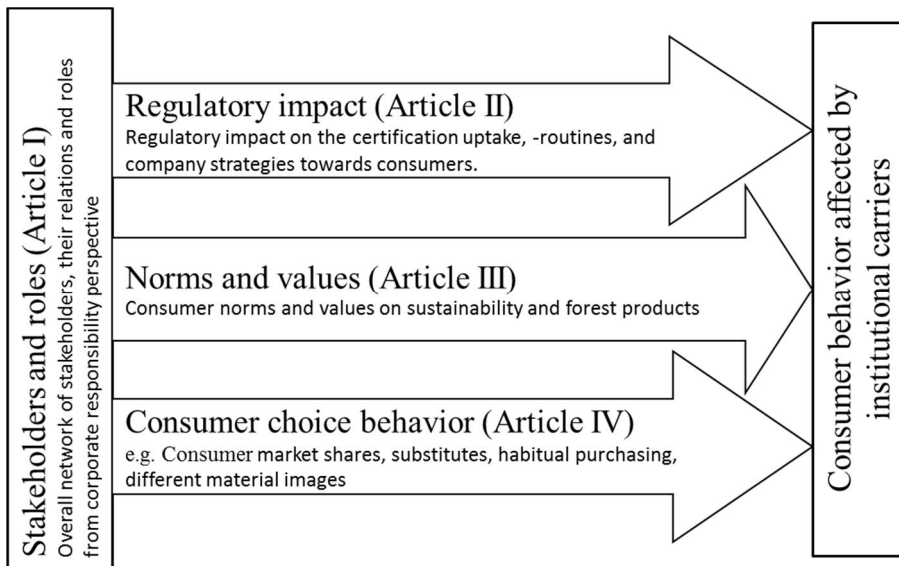 Stakeholders and roles (Article I)
Overall network of stakeholders, their relations and roles
from corporate responsibility perspective
Regulatory impact (Article II)
Regulatory impact on the certification uptake, -routines, and
company strategies towards consumers.
Norms and values (Article III)
Consumer norms and values on sustainability and forest products
Consumer choice behavior (Article IV)
e.g. Consumer market shares, substitutes, habitual purchasing,
different material images
Consumer behavior affected by
institutional carriers